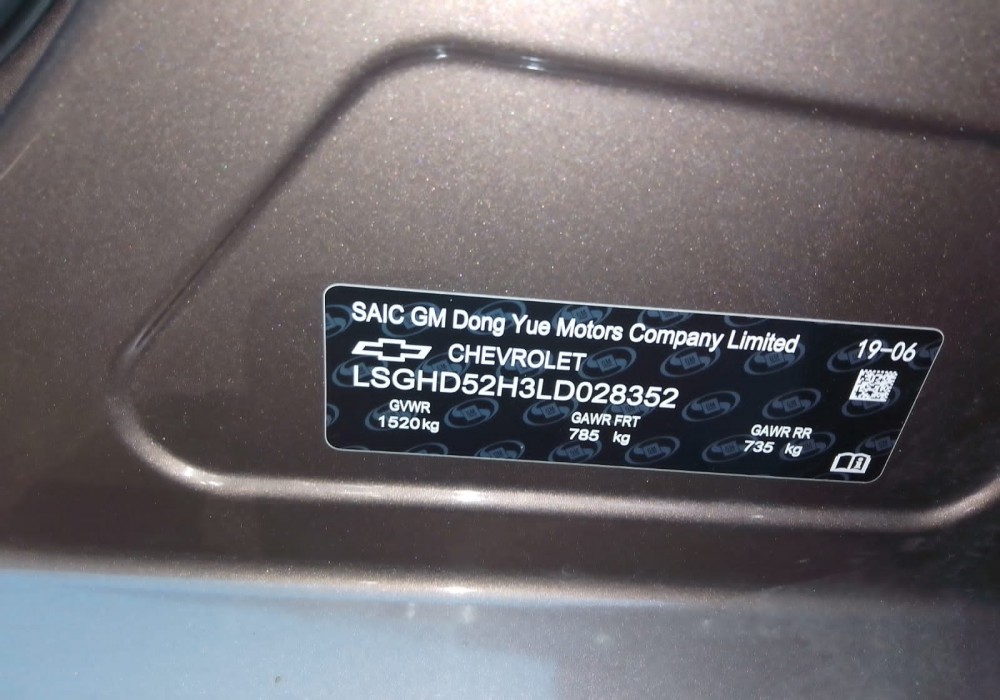 SAIC GM Dong Yue Motors Company Limited
19-06
CHEVROLET
LSGHD52H3LD028352
GVWR GAWR FRT GAWR RR
1520kg 785 kg 735 kg